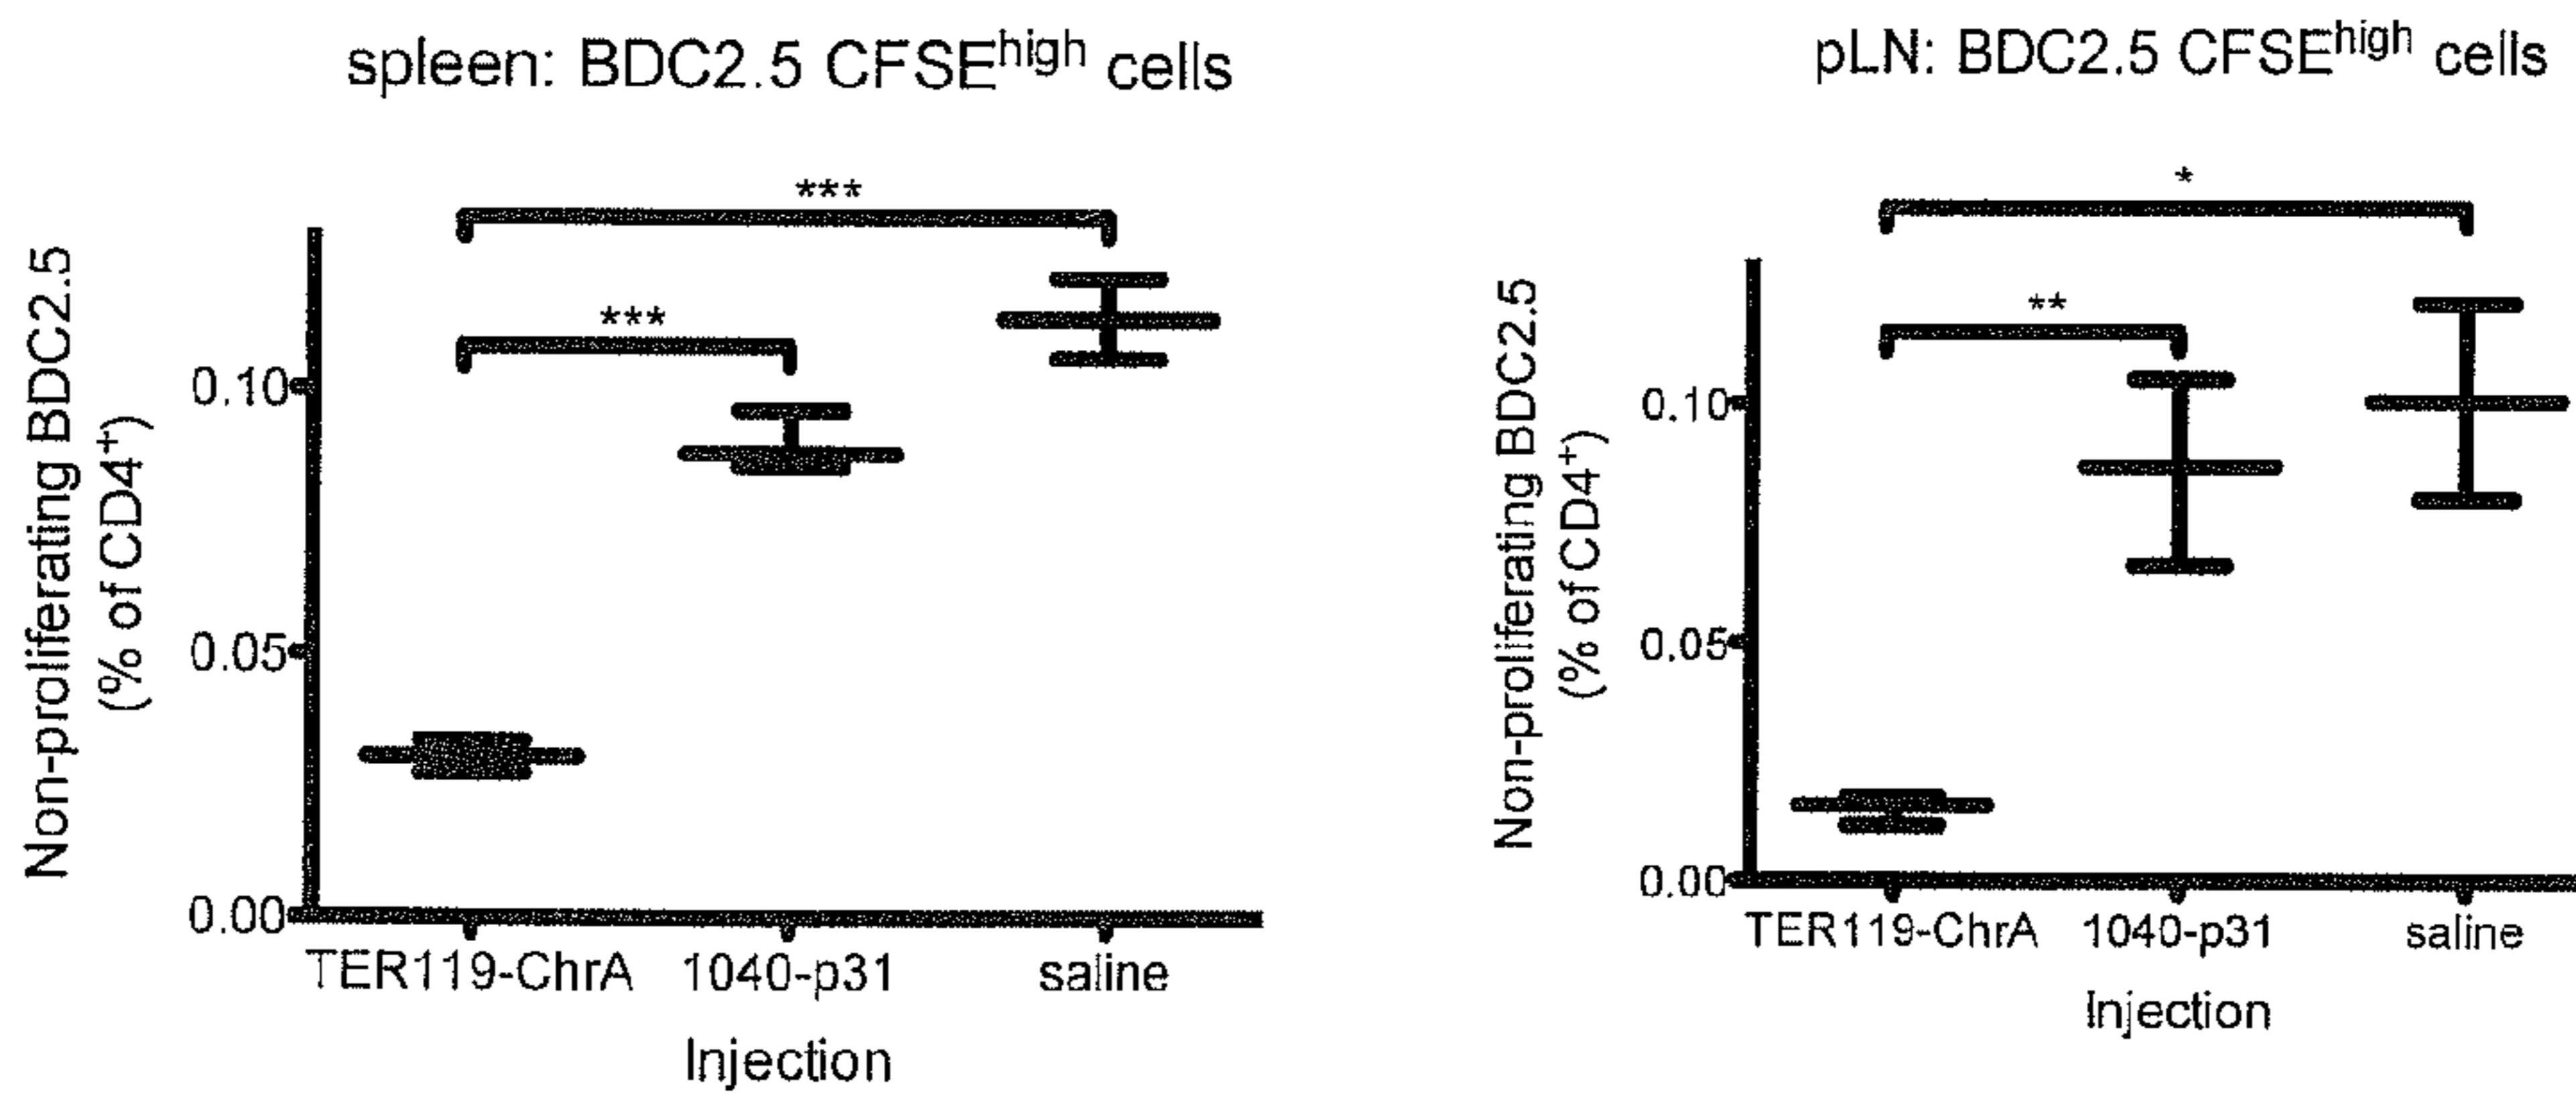 spleen: BDC2.5 CFSEhigh cells
***
***
Non-proliferating BDC2.5
(% of CD4+)
0.10
0.05
0.00
TER119-ChrA 1040-p31 saline
Injection
pLN: BDC2.5 CFSEhigh cells
*
**
Non-proliferating BDC2.5
(% of CD4+)
0.10
0.05
0.00
TER119-ChrA 1040-p31 saline
Injection